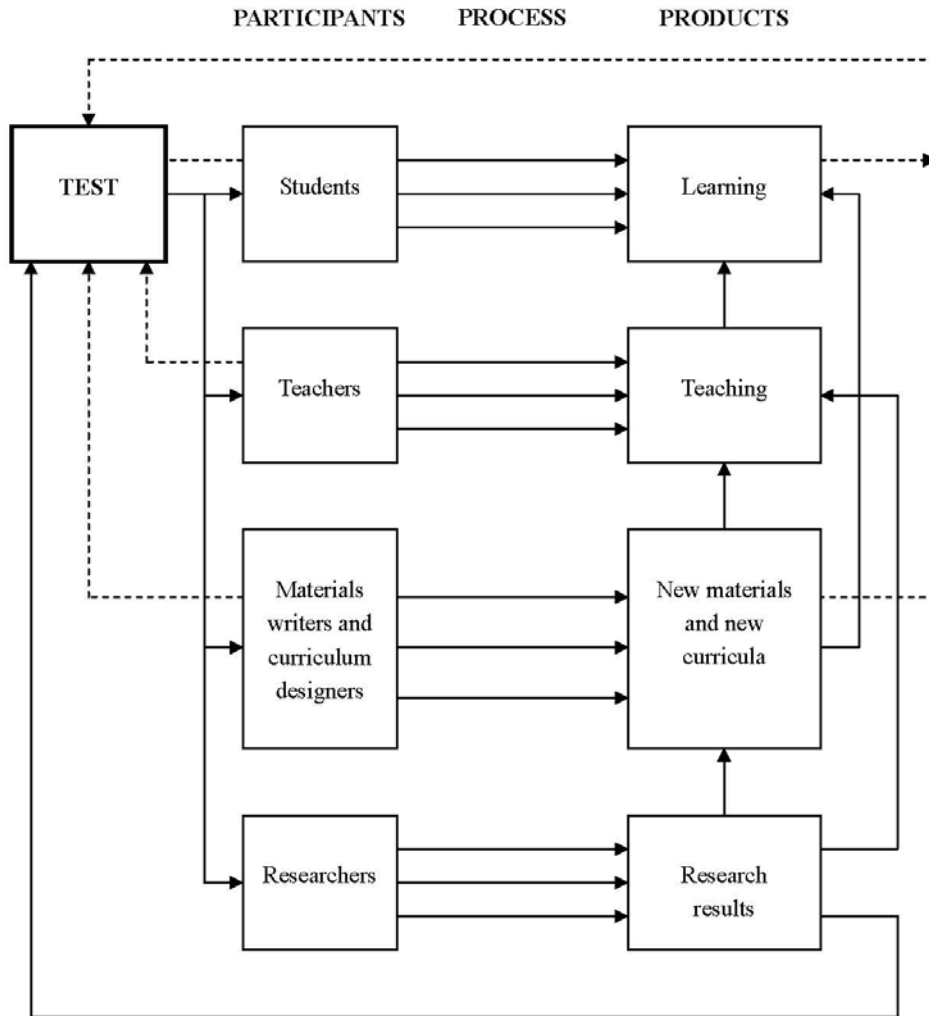 PARTICIPANTS PROCESS PRODUCTS
TEST
Students
Learning
Teachers
Teaching
Materials
writers and
curriculum
designers
New materials
and new
curricula
Researchers
Research
results